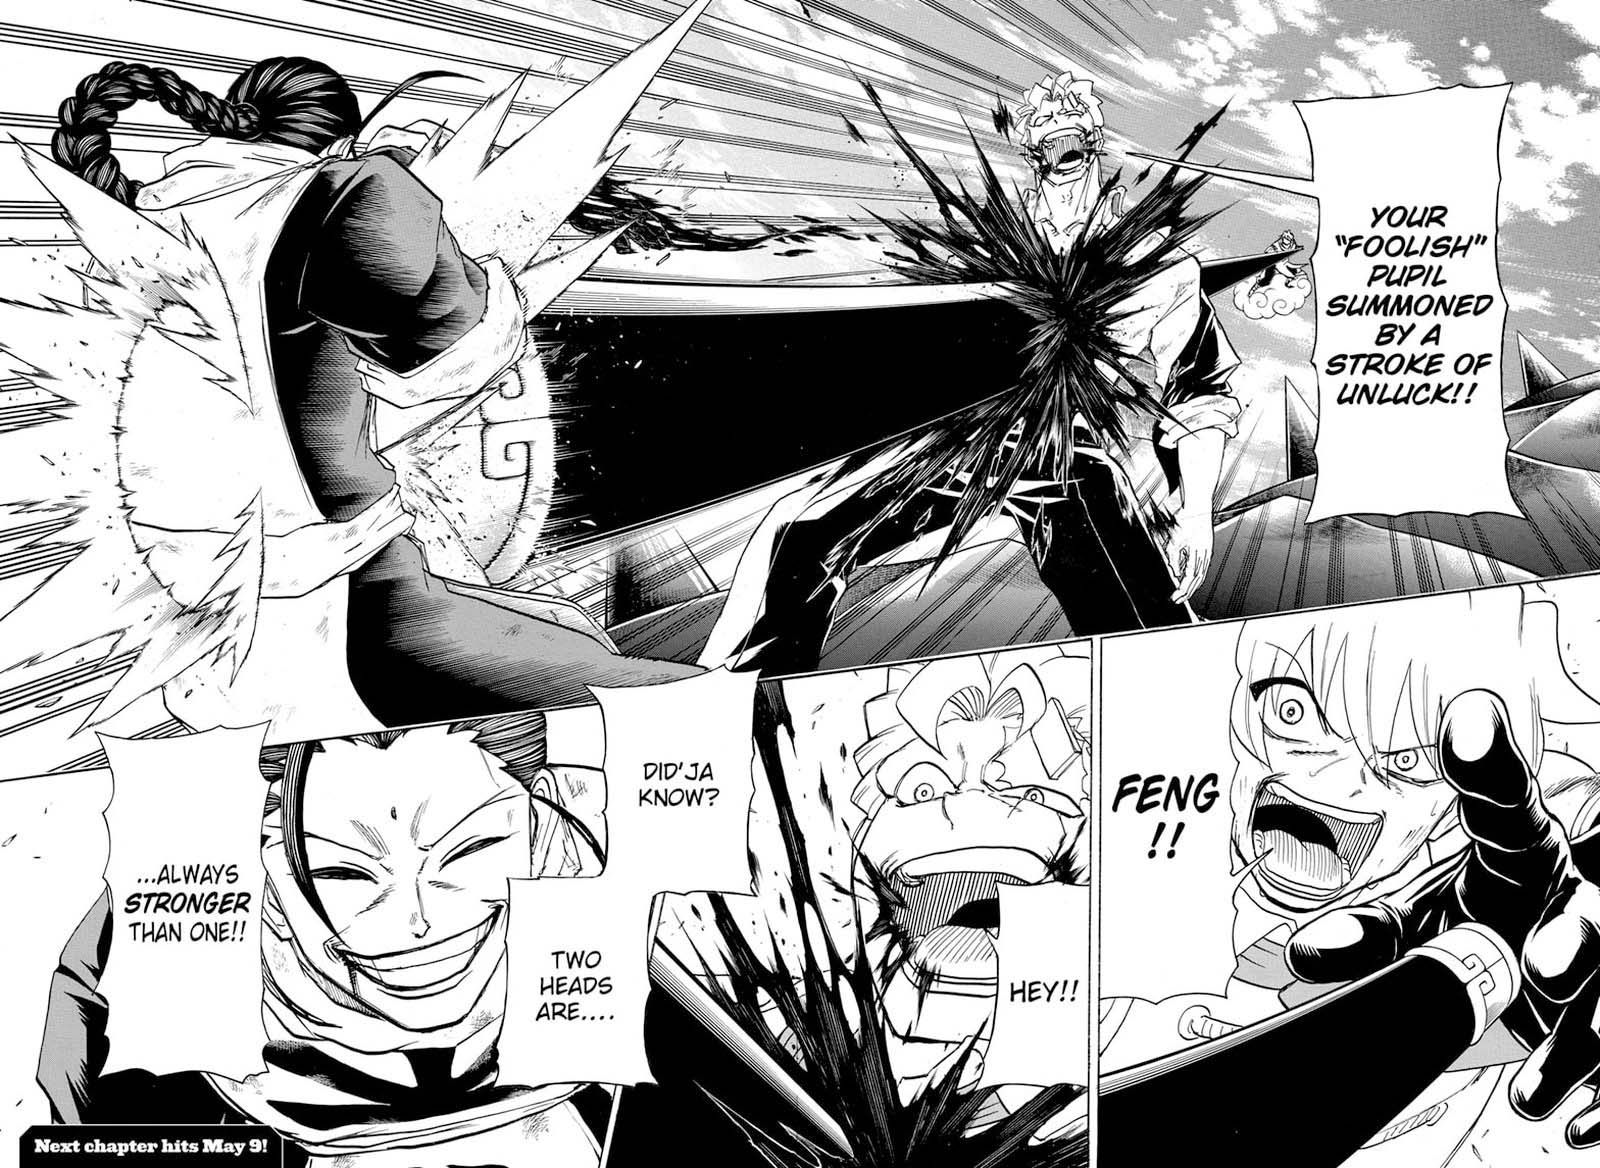 YOUR
"FOOLISH"
PUPIL
SUMMONED
BY A
STROKE OF
UNLUCK!!
FENG
!!
HEY!!
DID'JA
KNOW?
TWO
HEADS
ARE....
...ALWAYS
STRONGER
THAN ONE!!
Next chapter hits May 9!